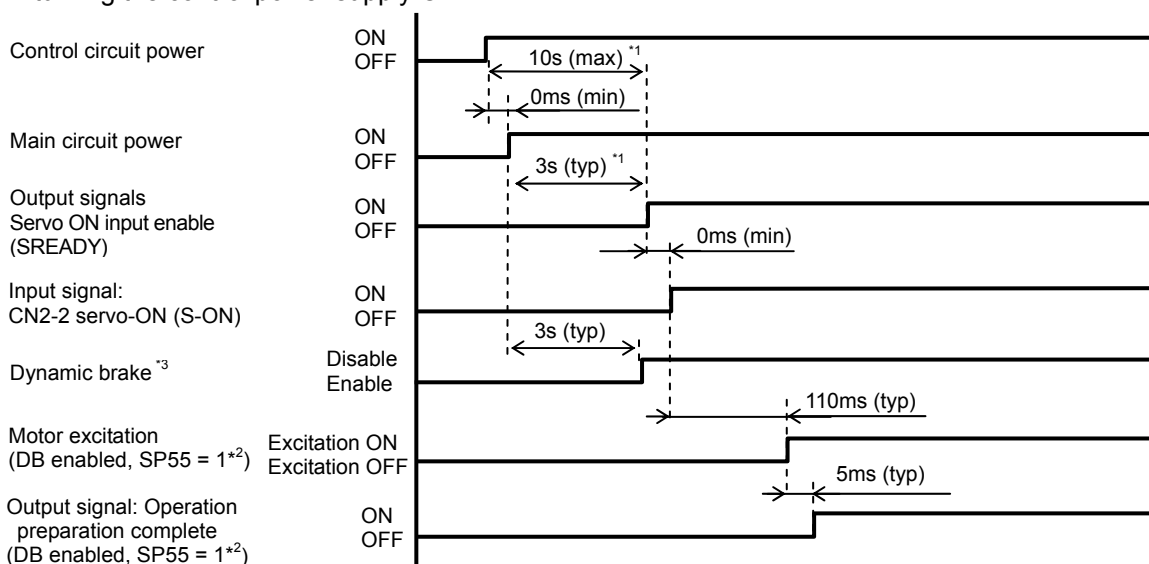 Control circuit power
ON
OFF
10s (max) *1
0ms (min)
Main circuit power
ON
OFF
3s (typ) *1
Output signals
Servo ON input enable
(SREADY)
ON
OFF
0ms (min)
Input signal:
CN2-2 servo-ON (S-ON)
ON
OFF
3s (typ)
Dynamic brake *3
Disable
Enable
110ms (typ)
Motor excitation
(DB enabled, SP55 = 1*2)
Excitation ON
Excitation OFF
5ms (typ)
Output signal: Operation
preparation complete
(DB enabled, SP55 = 1*2)
ON
OFF